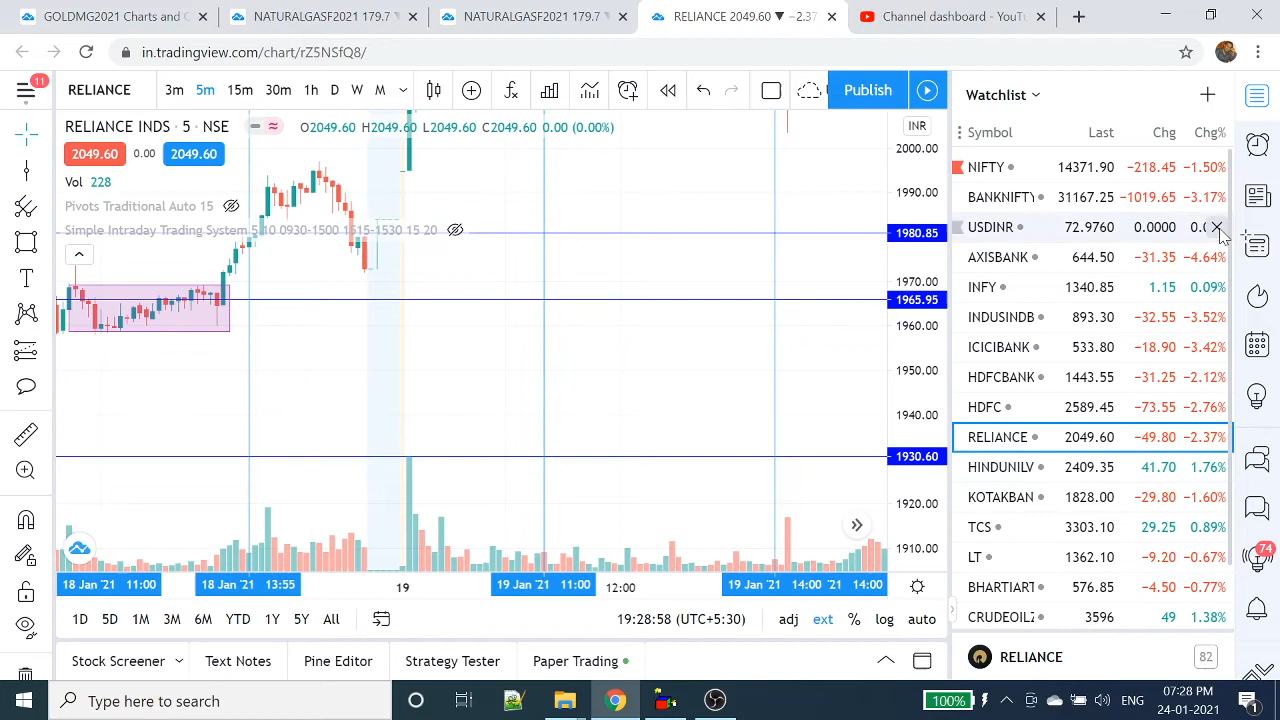 GOLDMG2021 Charts and C
NATURALGASF2021 179.7
NATURALGASF2021 179.7
RELIANCE 2049.60 ▼ −2.37
Channel dashboard - YouTu
in.tradingview.com/chart/rZ5NSfQ8/
11
RELIANCE
3m 5m 15m 30m 1h D W M
Publish
RELIANCE INDS · 5 · NSE
O2049.60 H2049.60 L2049.60 C2049.60 0.00 (0.00%)
2049.60 0.00 2049.60
Vol 228
Pivots Traditional Auto 15
Simple Intraday Trading System 5 10 0930-1500 1515-1530 15 20
INR
2000.00
1990.00
1980.85
1970.00
1965.95
1960.00
1950.00
1940.00
1930.60
1920.00
1910.00
18 Jan '21 11:00
18 Jan '21 13:55
19
19 Jan '21 11:00
12:00
19 Jan '21 14:00
14:00
1D 5D 1M 3M 6M YTD 1Y 5Y All
19:28:58 (UTC+5:30)
adj ext % log auto
Stock Screener
Text Notes
Pine Editor
Strategy Tester
Paper Trading
Watchlist
Symbol Last Chg Chg%
NIFTY 14371.90 −218.45 −1.50%
BANKNIFTY 31167.25 −1019.65 −3.17%
USDINR 72.9760 0.0000 0.0
AXISBANK 644.50 −31.35 −4.64%
INFY 1340.85 1.15 0.09%
INDUSINDB 893.30 −32.55 −3.52%
ICICIBANK 533.80 −18.90 −3.42%
HDFCBANK 1443.55 −31.25 −2.12%
HDFC 2589.45 −73.55 −2.76%
RELIANCE 2049.60 −49.80 −2.37%
HINDUNILV 2409.35 41.70 1.76%
KOTAKBAN 1828.00 −29.80 −1.60%
TCS 3303.10 29.25 0.89%
LT 1362.10 −9.20 −0.67%
BHARTIART 576.85 −4.50 −0.77%
CRUDEOIL2 3596 49 1.38%
RELIANCE 82
74
Type here to search
100%
ENG
07:28 PM
24-01-2021
1